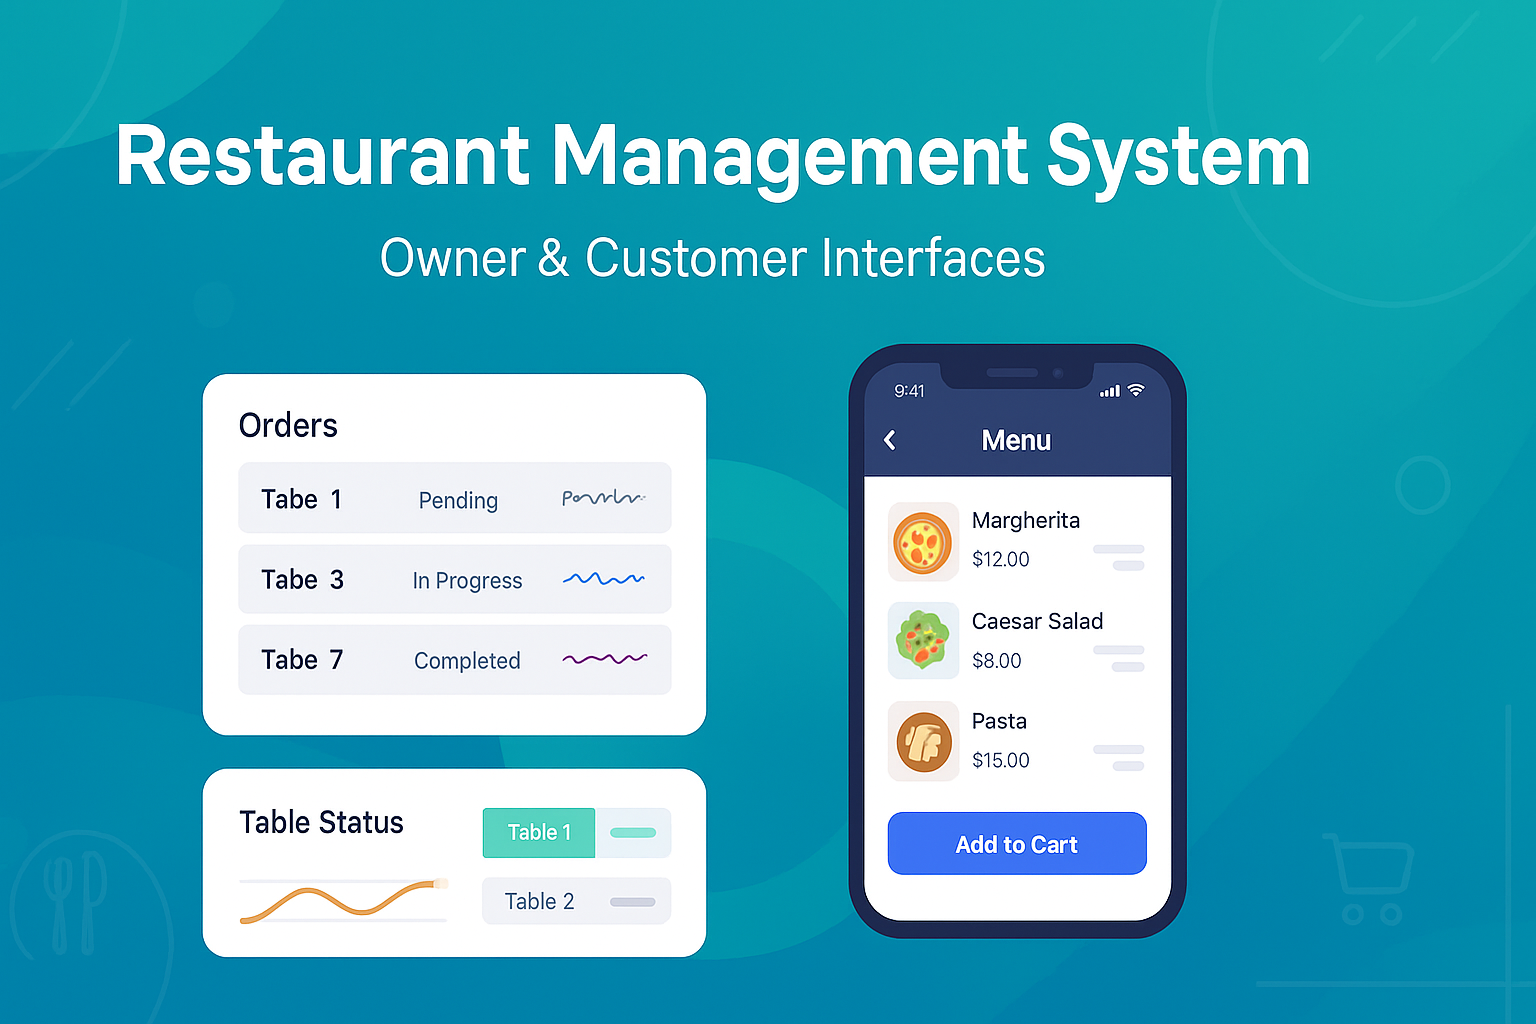 Restaurant Management System
Owner & Customer Interfaces
Orders
Tabe 1 Pending
Tabe 3 In Progress
Tabe 7 Completed
Table Status
Table 1
Table 2
9:41
Menu
Margherita
$12.00
Caesar Salad
$8.00
Pasta
$15.00
Add to Cart